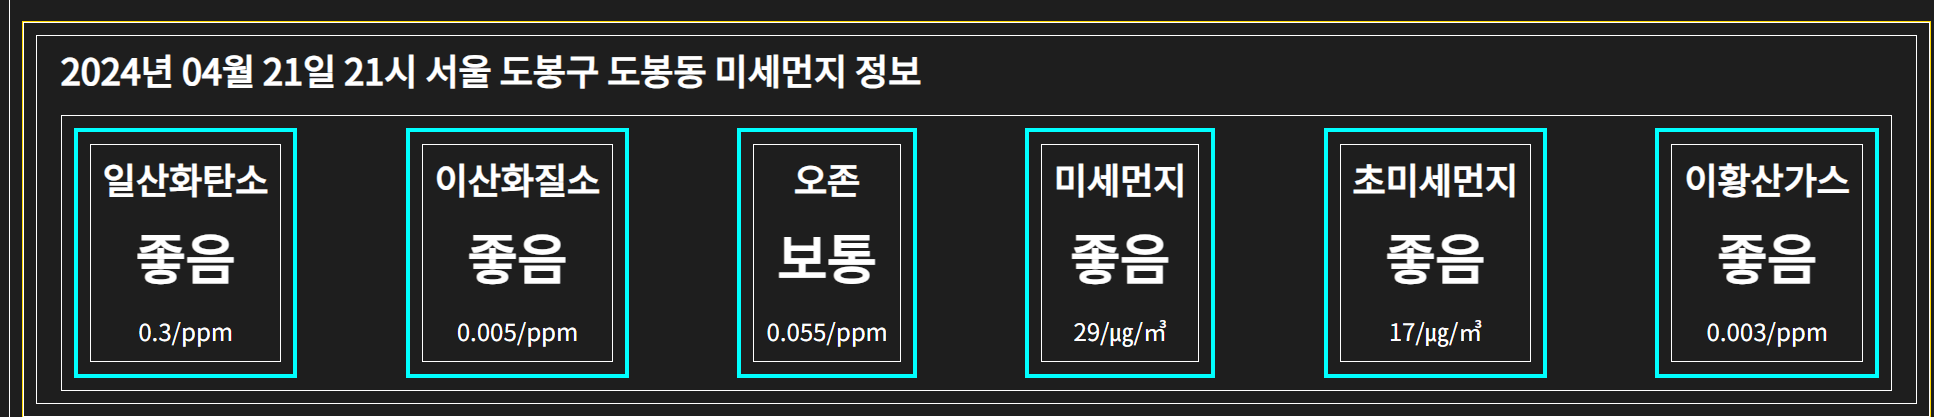 2024년 04월 21일 21시 서울 도봉구 도봉동 미세먼지 정보
일산화탄소
좋음
0.3/ppm
이산화질소
좋음
0.005/ppm
오존
보통
0.055/ppm
미세먼지
좋음
29/㎍/㎥
초미세먼지
좋음
17/㎍/㎥
이황산가스
좋음
0.003/ppm